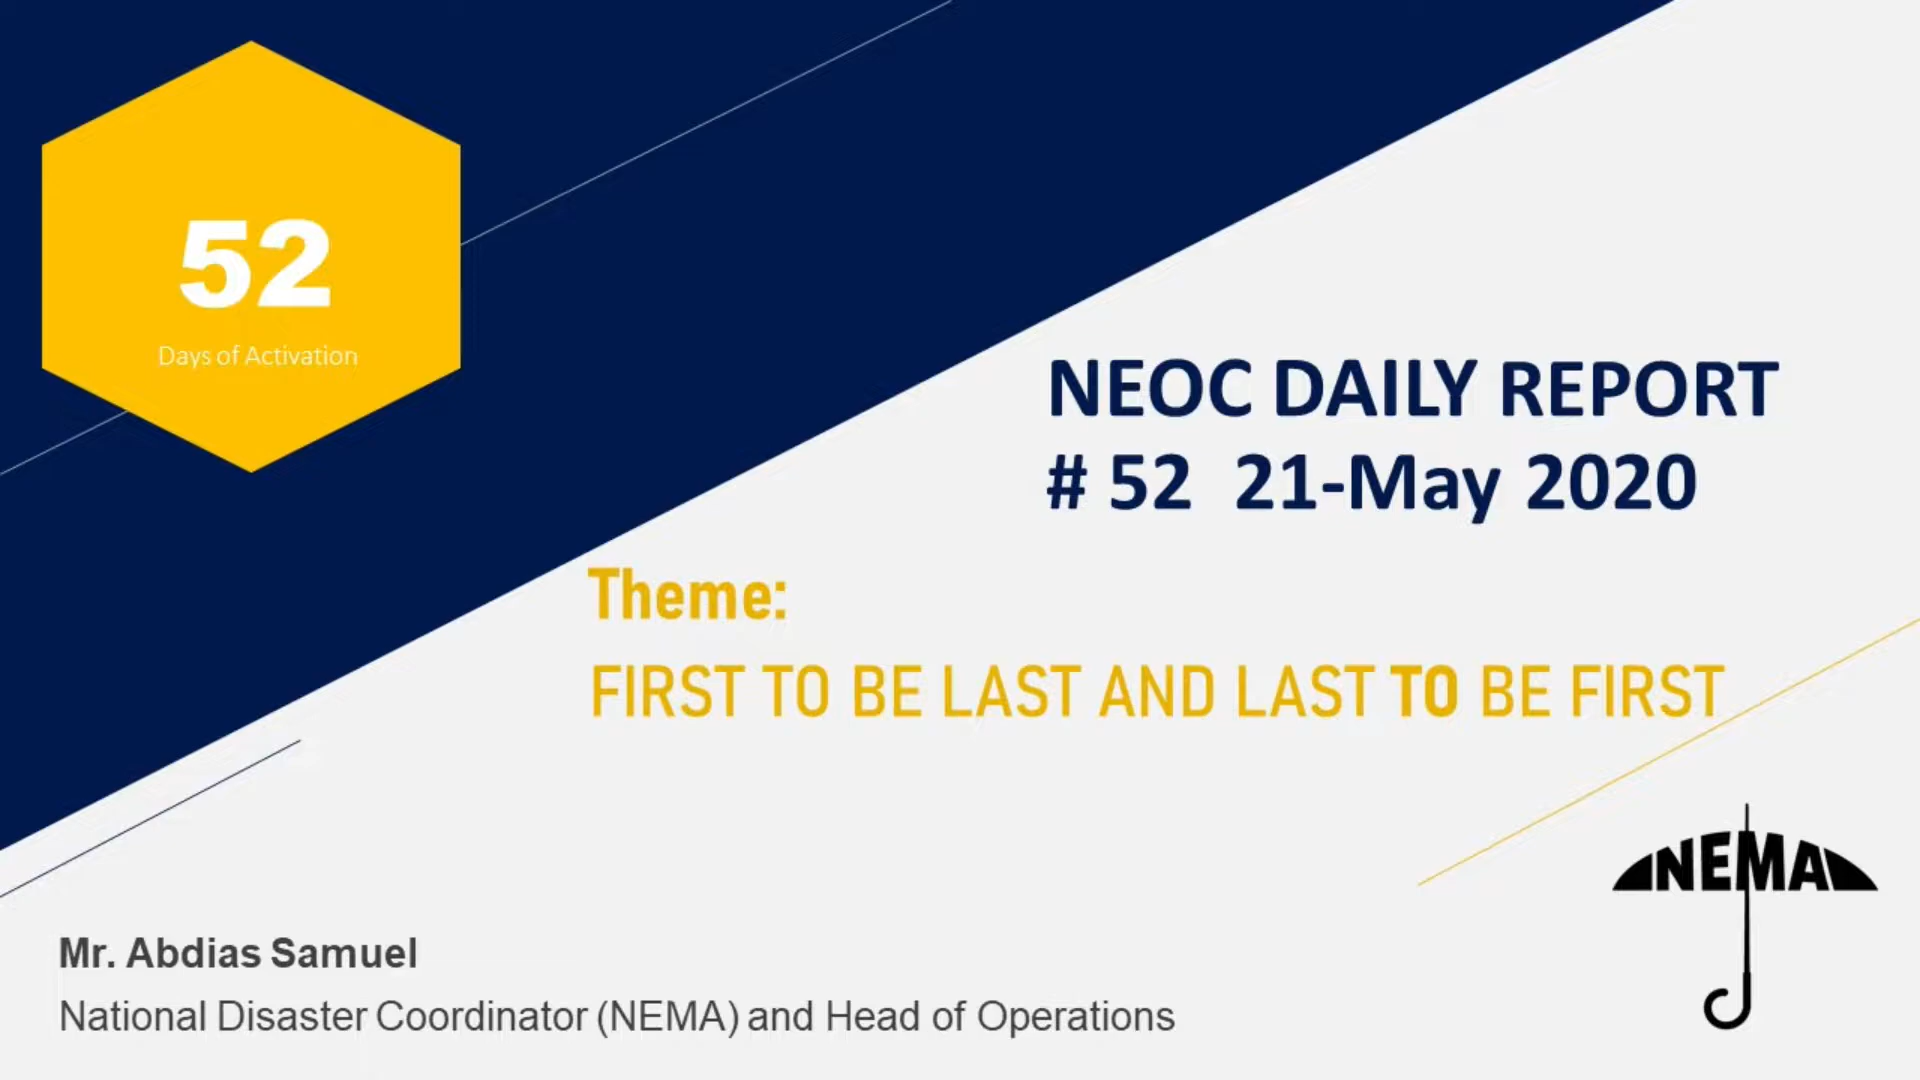 52
Days of Activation
NEOC DAILY REPORT
# 52 21-May 2020
Theme:
FIRST TO BE LAST AND LAST TO BE FIRST
NEMA
Mr. Abdias Samuel
National Disaster Coordinator (NEMA) and Head of Operations